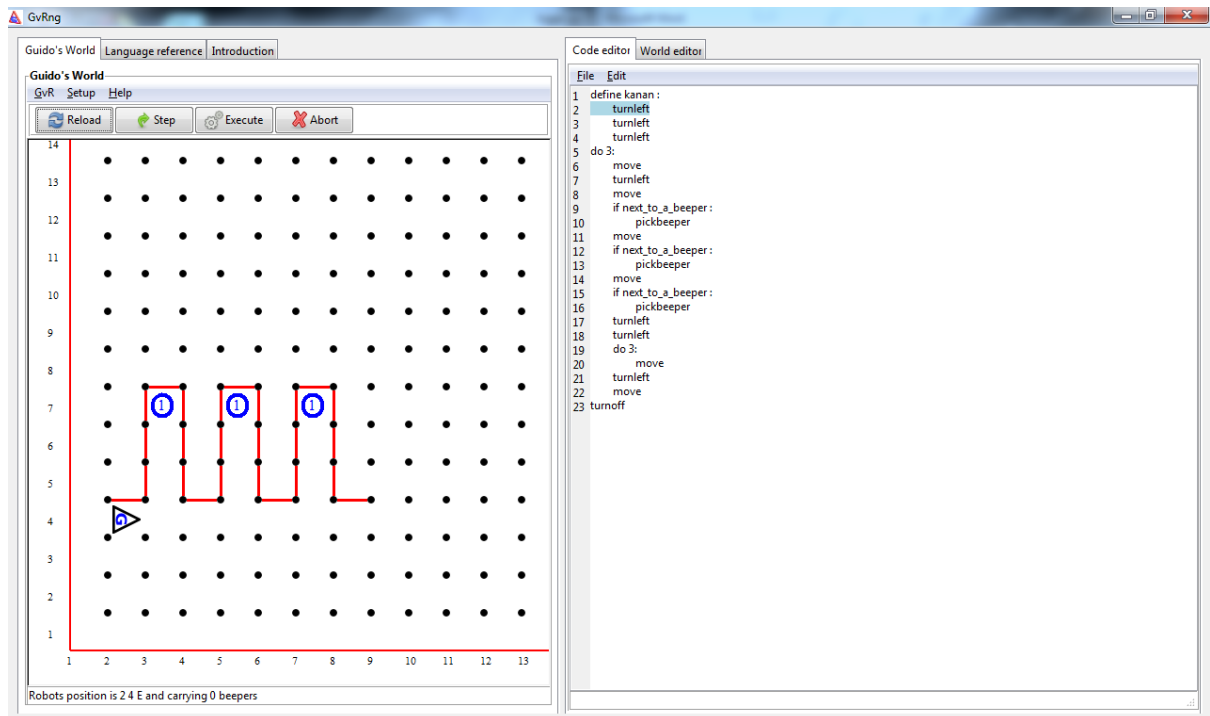 GvRng
Guido's World Language reference Introduction
Guido's World
GvR Setup Help
Reload Step Execute Abort
14
13
12
11
10
9
8
7
6
5
4
3
2
1
1 1 1
G
1 2 3 4 5 6 7 8 9 10 11 12 13
Robots position is 2 4 E and carrying 0 beepers
Code editor World editor
File Edit
1 define kanan :
2 turnleft
3 turnleft
4 turnleft
5 do 3:
6 move
7 turnleft
8 move
9 if next_to_a_beeper :
10 pickbeeper
11 move
12 if next_to_a_beeper :
13 pickbeeper
14 move
15 if next_to_a_beeper :
16 pickbeeper
17 turnleft
18 turnleft
19 do 3:
20 move
21 turnleft
22 move
23 turnoff